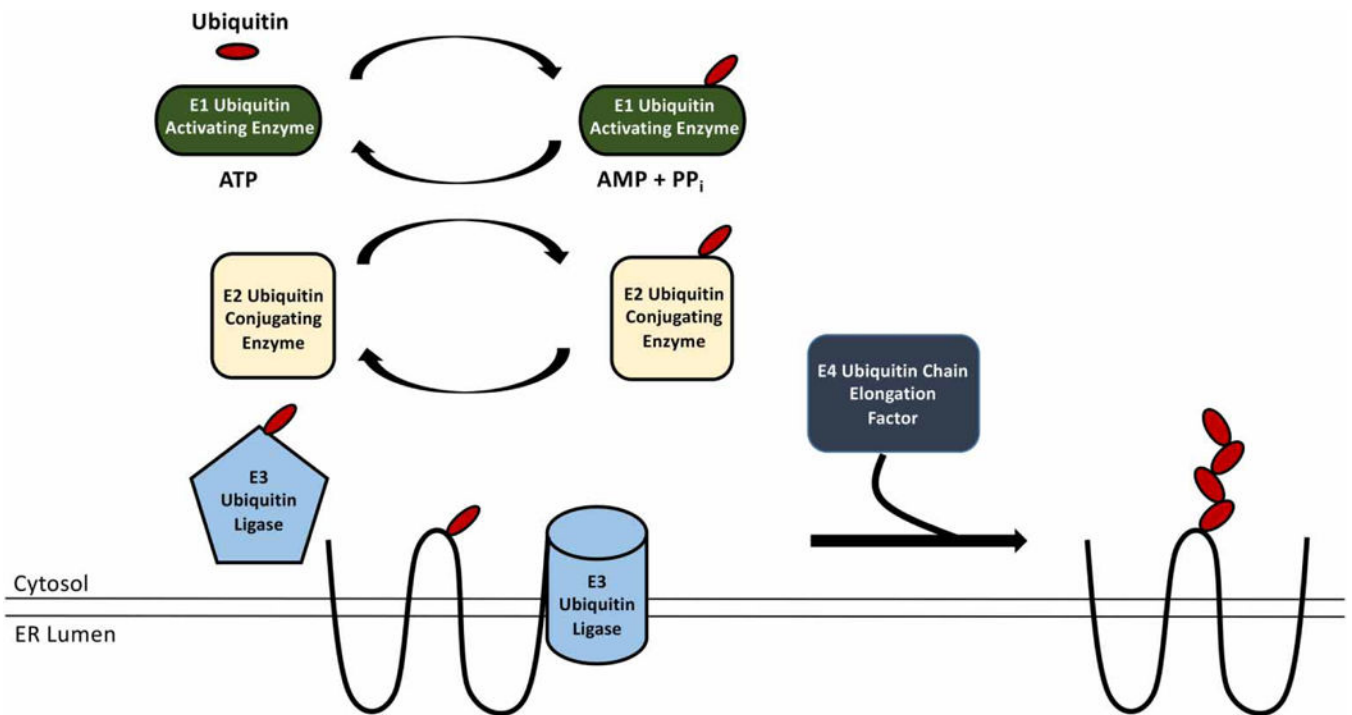 Ubiquitin
E1 Ubiquitin
Activating Enzyme
E1 Ubiquitin
Activating Enzyme
ATP
AMP + PPi
E2 Ubiquitin
Conjugating
Enzyme
E2 Ubiquitin
Conjugating
Enzyme
E4 Ubiquitin Chain
Elongation
Factor
E3
Ubiquitin
Ligase
E3
Ubiquitin
Ligase
Cytosol
ER Lumen